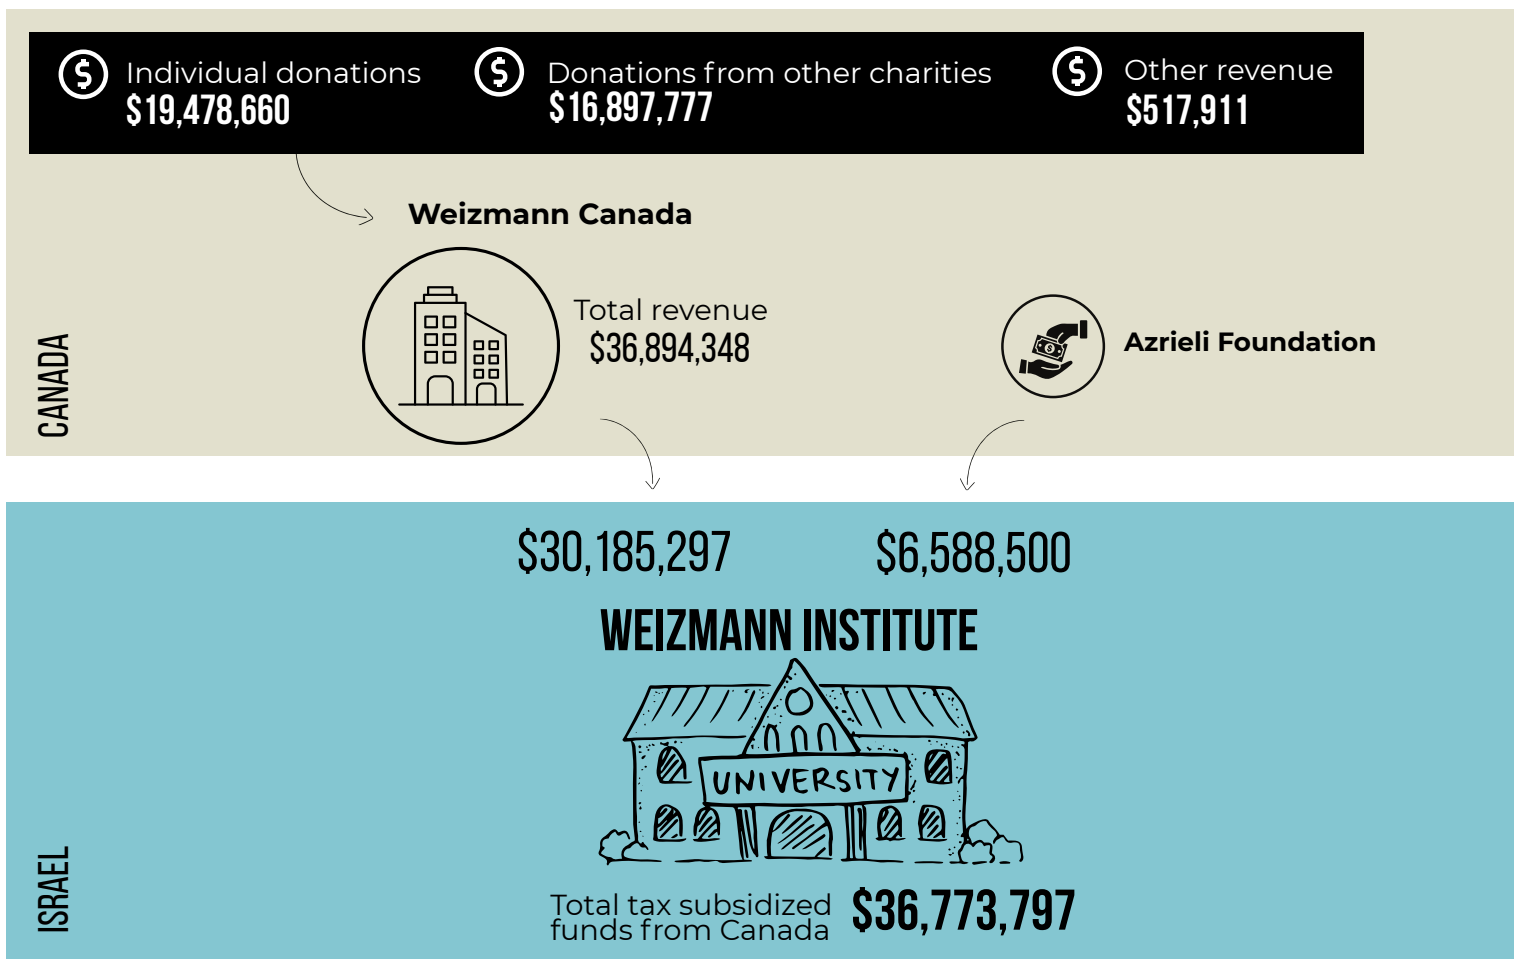 Individual donations
$19,478,660
Donations from other charities
$16,897,777
Other revenue
$517,911
Weizmann Canada
Total revenue
$36,894,348
Azrieli Foundation
CANADA
$30,185,297
$6,588,500
WEIZMANN INSTITUTE
UNIVERSITY
ISRAEL
Total tax subsidized
funds from Canada
$36,773,797